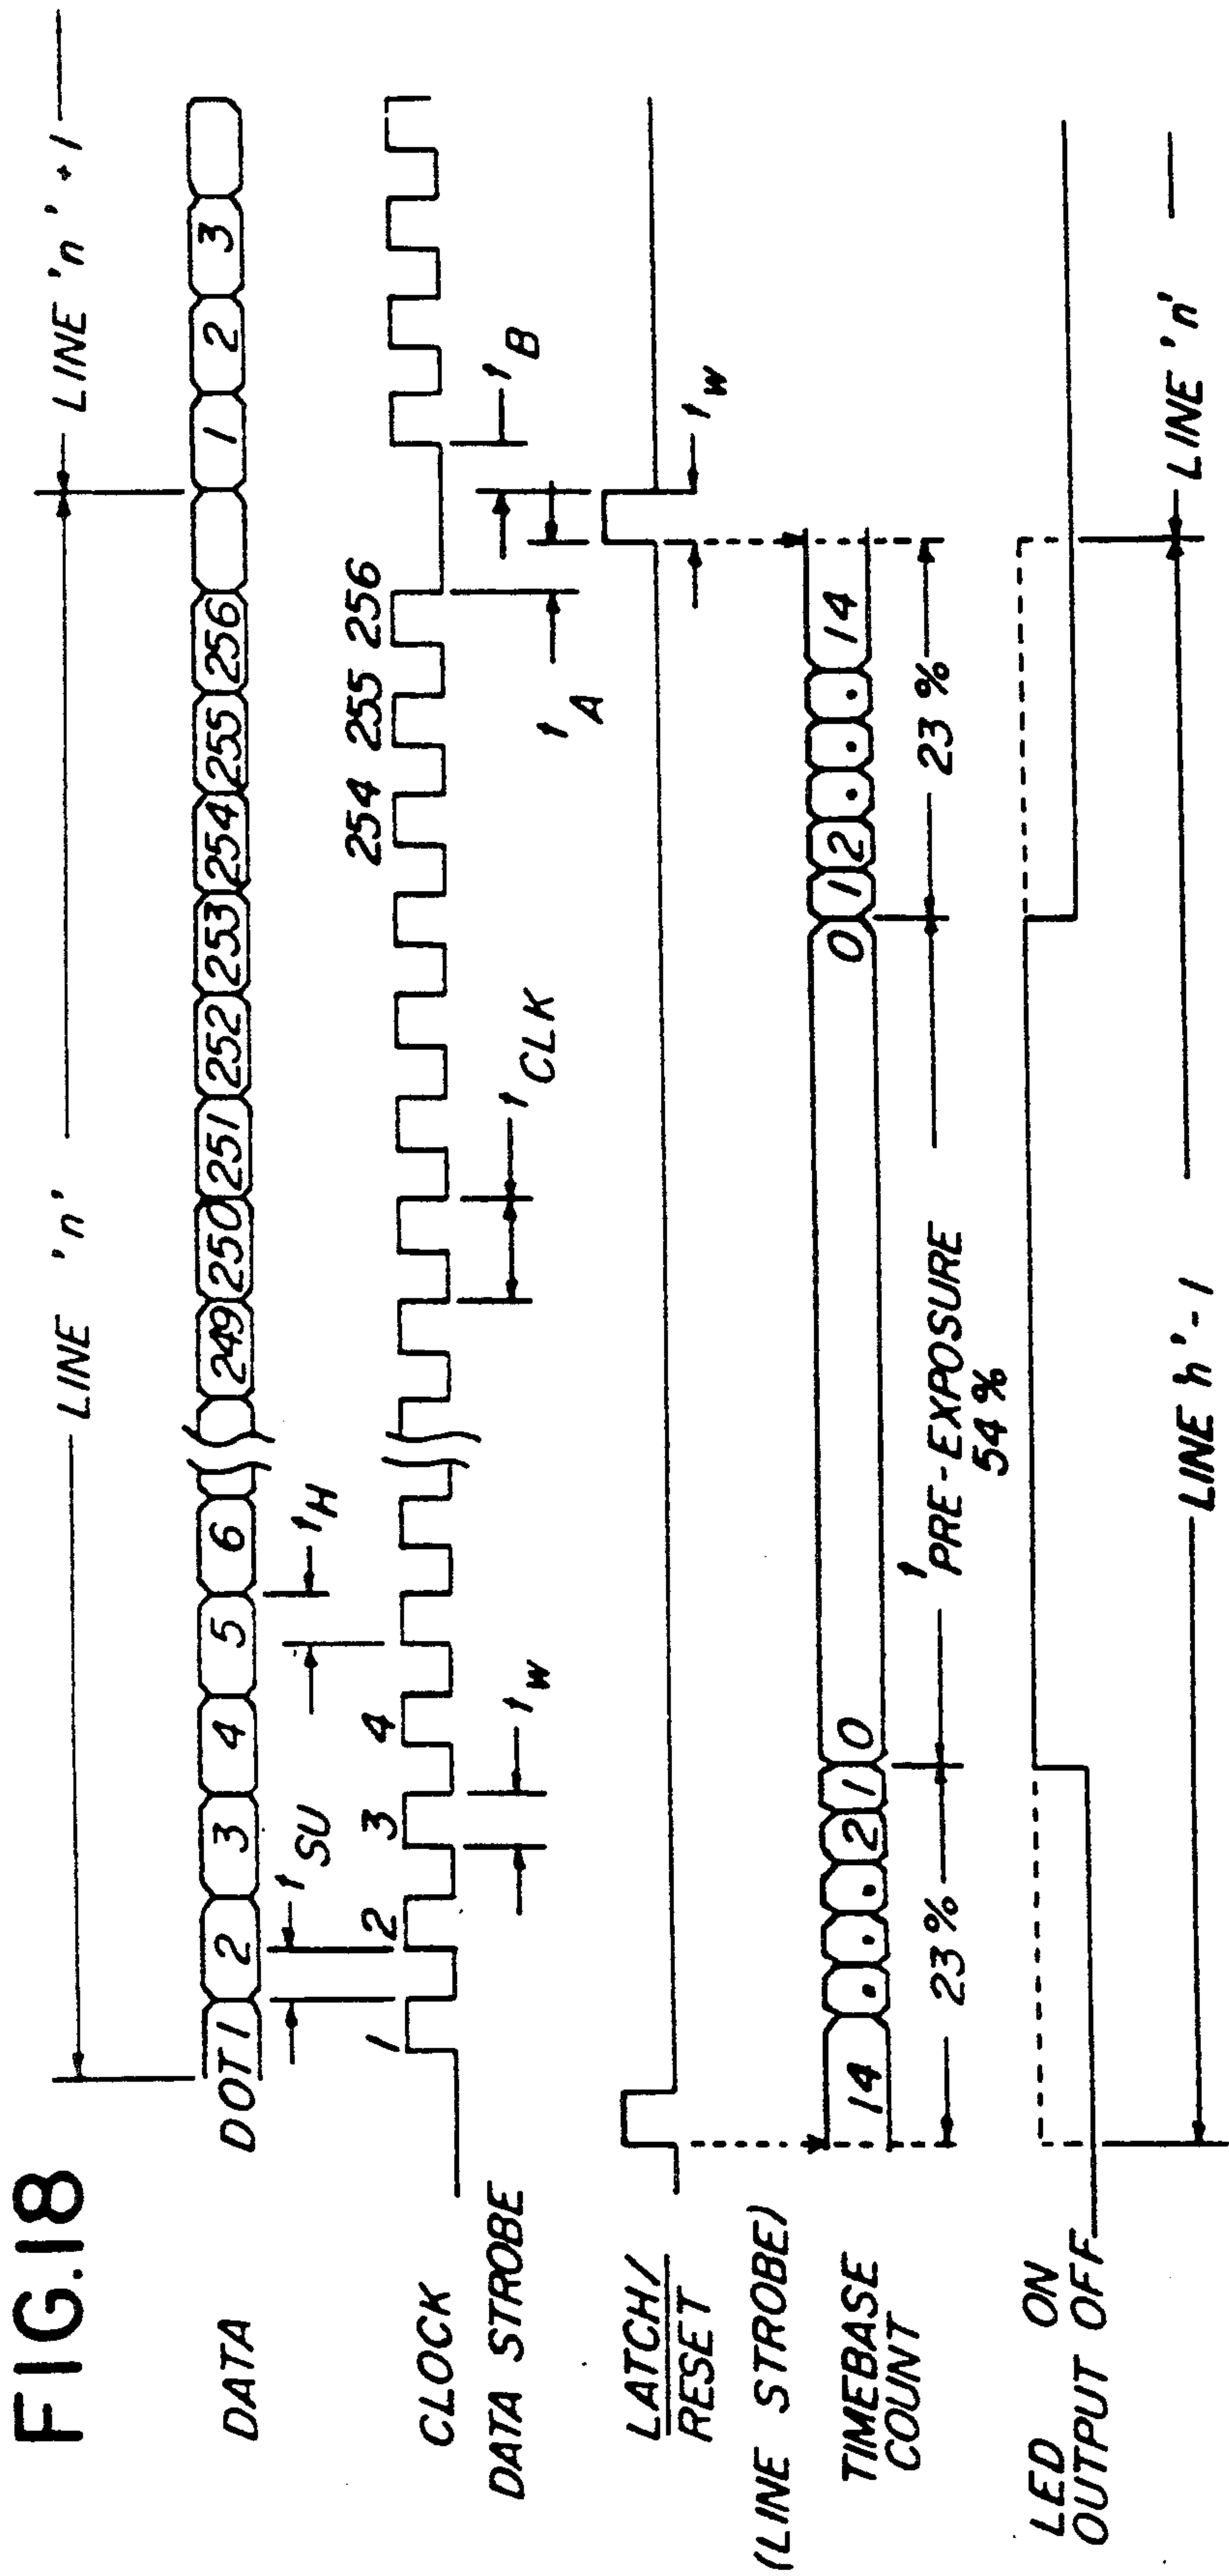 FIG.18
LINE 'n'
LINE 'n' + 1
DATA
DOT 1 2 3 4 5 6 249 250 251 252 253 254 255 256 1 2 3
tSU
tH
CLOCK
1 2 3 4 254 255 256
DATA STROBE
tw
tCLK
tA
tB
LATCH/
RESET
(LINE STROBE)
tw
TIMEBASE
COUNT
14 . . . 2 1 0 0 1 2 . . . 14
23%
tPRE-EXPOSURE
54%
23%
LED ON
OUTPUT OFF
LINE h'-1
LINE 'n'